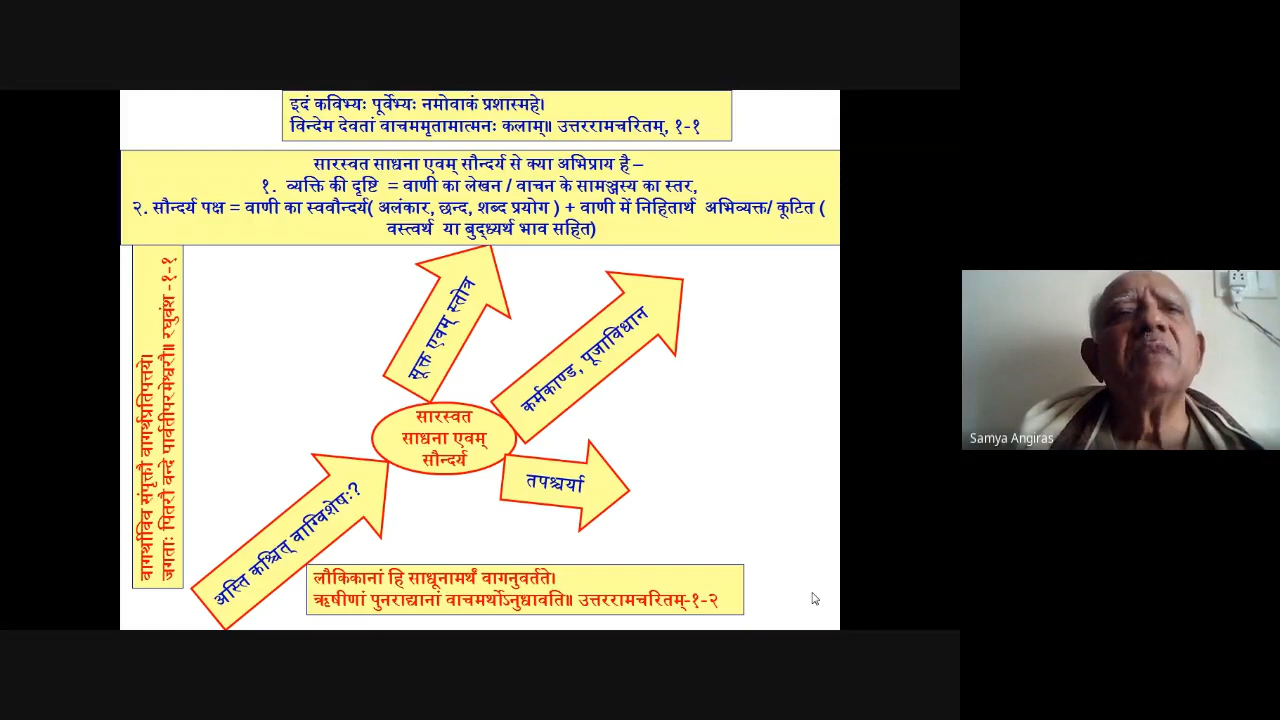 इदं कविभ्यः पूर्वेभ्यः नमोवाकं प्रशास्महे।
विन्देम देवतां वाचममृतामात्मनः कलाम्॥ उत्तररामचरितम्, १-१
सारस्वत साधना एवम् सौन्दर्य से क्या अभिप्राय है –
१. व्यक्ति की दृष्टि = वाणी का लेखन / वाचन के सामञ्जस्य का स्तर,
२. सौन्दर्य पक्ष = वाणी का स्ववौन्दर्य( अलंकार, छन्द, शब्द प्रयोग ) + वाणी में निहितार्थ अभिव्यक्त/ कूटित (
वस्त्वर्थ या बुद्ध्यर्थ भाव सहित)
वागर्थाविव संपृक्तौ वागर्थप्रतिपत्तये।
जगताः पितरौ वन्दे पार्वतीपरमेश्वरौ॥ रघुवंश -१-१
सूक्त एवम् स्तोत्र
कर्मकाण्ड, पूजाविधान
सारस्वत
साधना एवम्
सौन्दर्य
तपश्चर्या
अस्ति कश्चित् वाग्विशेषः?
लौकिकानां हि साधूनामर्थं वागनुवर्तते।
ऋषीणां पुनराद्यानां वाचमर्थोऽनुधावति॥ उत्तररामचरितम्-१-२
Samya Angiras